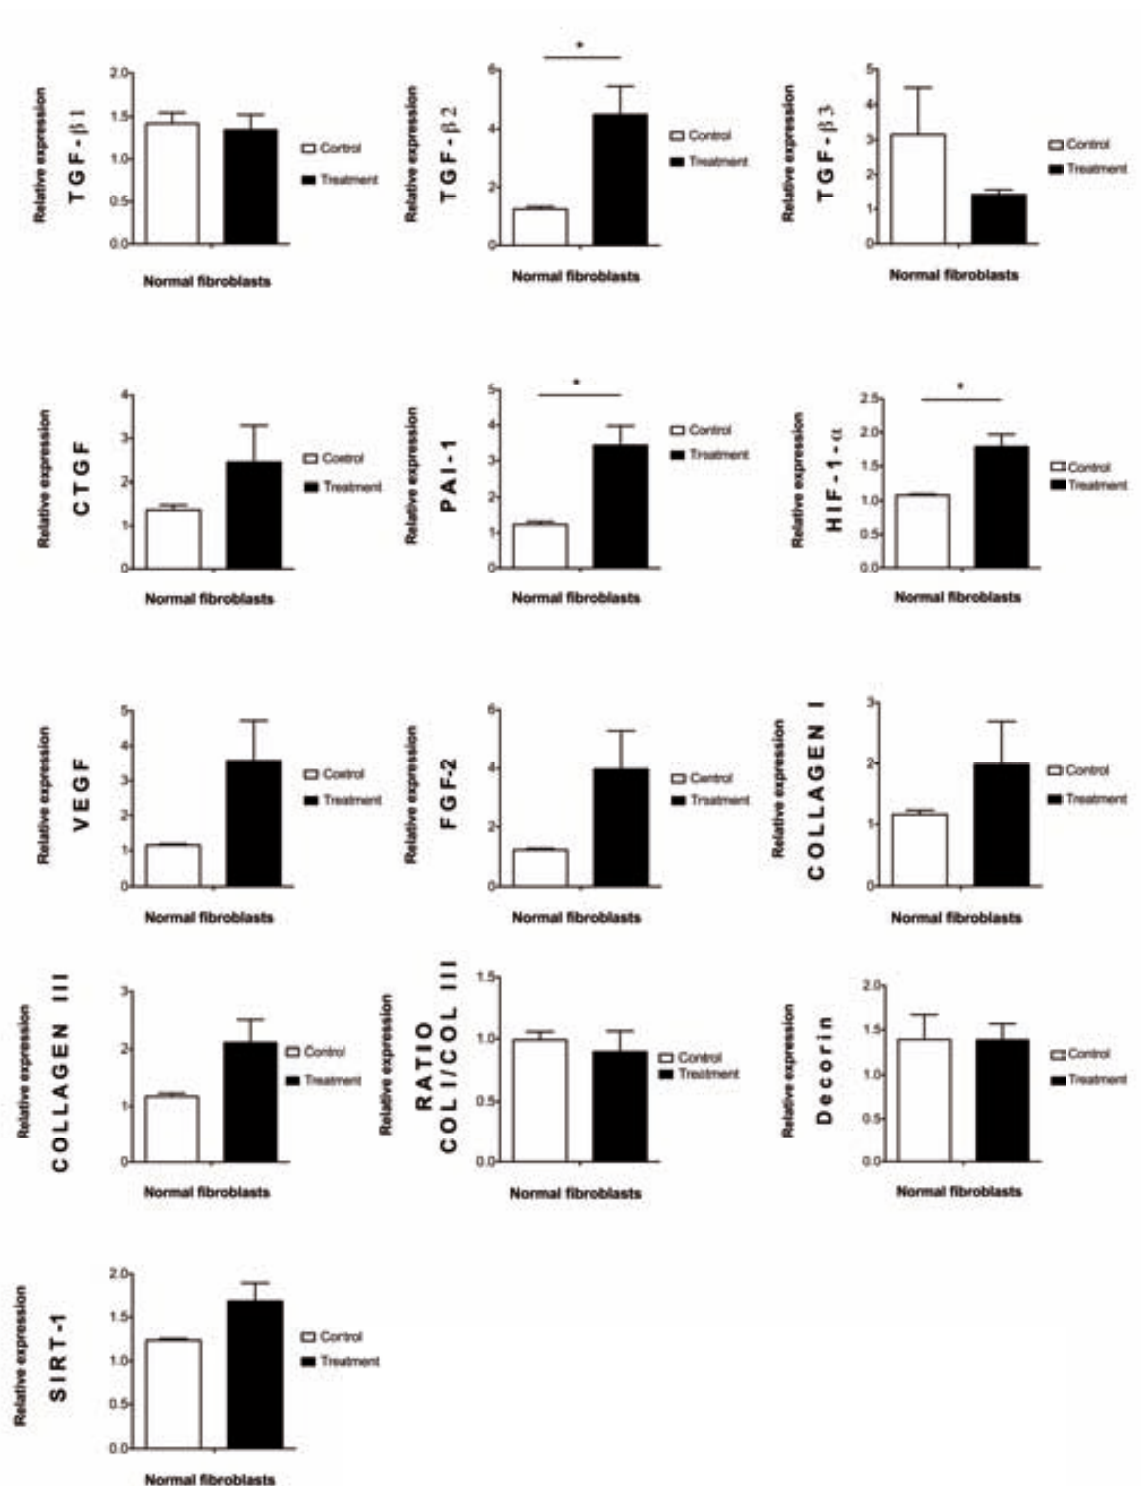 Relative expression
TGF-β1
2.0
1.5
1.0
0.5
0.0
Control
Treatment
Normal fibroblasts
*
Relative expression
TGF-β2
6
4
2
0
Control
Treatment
Normal fibroblasts
Relative expression
TGF-β3
5
4
3
2
1
0
Control
Treatment
Normal fibroblasts
Relative expression
CTGF
4
3
2
1
0
Control
Treatment
Normal fibroblasts
*
Relative expression
PAI-1
5
4
3
2
1
0
Control
Treatment
Normal fibroblasts
*
Relative expression
HIF-1-α
2.5
2.0
1.5
1.0
0.5
0.0
Control
Treatment
Normal fibroblasts
Relative expression
VEGF
5
4
3
2
1
0
Control
Treatment
Normal fibroblasts
Relative expression
FGF-2
6
4
2
0
Control
Treatment
Normal fibroblasts
Relative expression
COLLAGEN I
3
2
1
0
Control
Treatment
Normal fibroblasts
Relative expression
COLLAGEN III
3
2
1
0
Control
Treatment
Normal fibroblasts
Relative expression
RATIO
COL I/COL III
1.5
1.0
0.5
0.0
Control
Treatment
Normal fibroblasts
Relative expression
Decorin
2.0
1.5
1.0
0.5
0.0
Control
Treatment
Normal fibroblasts
Relative expression
SIRT-1
2.0
1.5
1.0
0.5
0.0
Control
Treatment
Normal fibroblasts